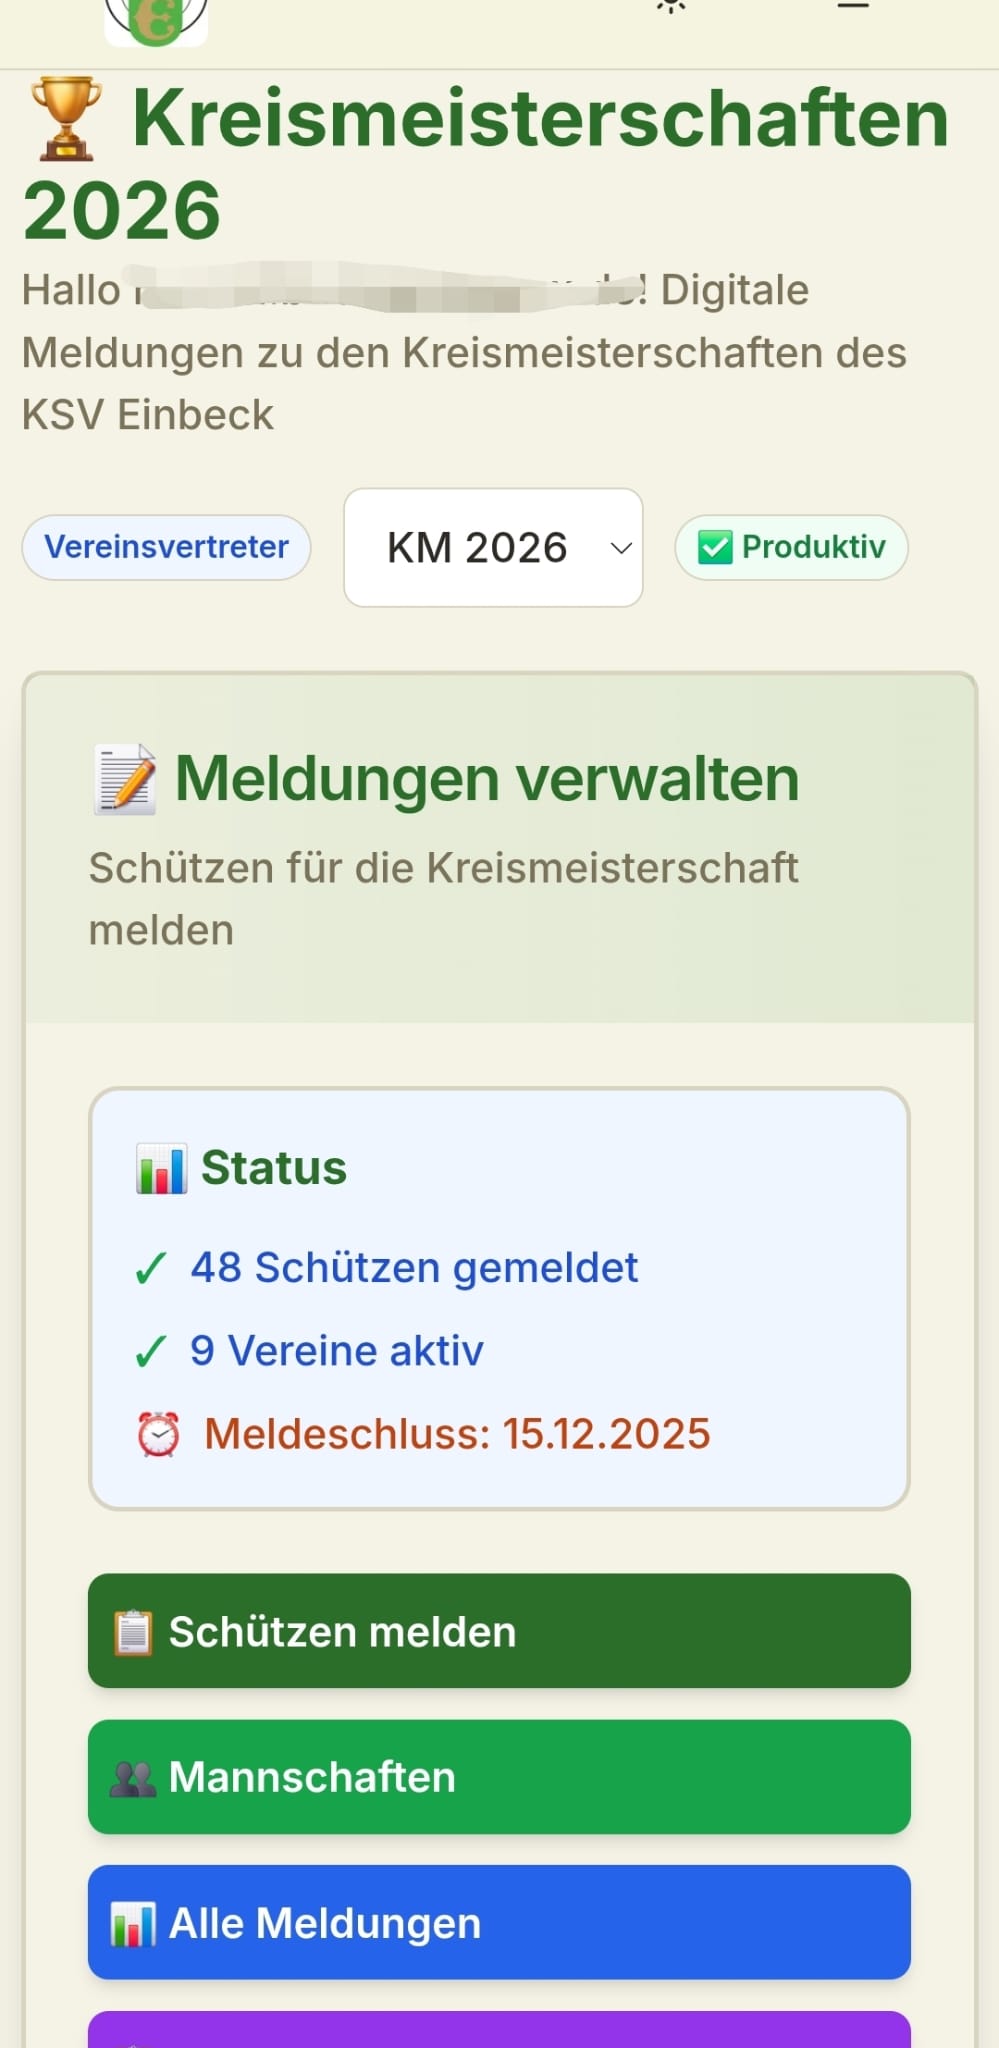 🏆 Kreismeisterschaften
2026
Hallo ! Digitale
Meldungen zu den Kreismeisterschaften des
KSV Einbeck
Vereinsvertreter
KM 2026
✅ Produktiv
📝 Meldungen verwalten
Schützen für die Kreismeisterschaft
melden
📊 Status
✓ 48 Schützen gemeldet
✓ 9 Vereine aktiv
⏰ Meldeschluss: 15.12.2025
📋 Schützen melden
👥 Mannschaften
📊 Alle Meldungen